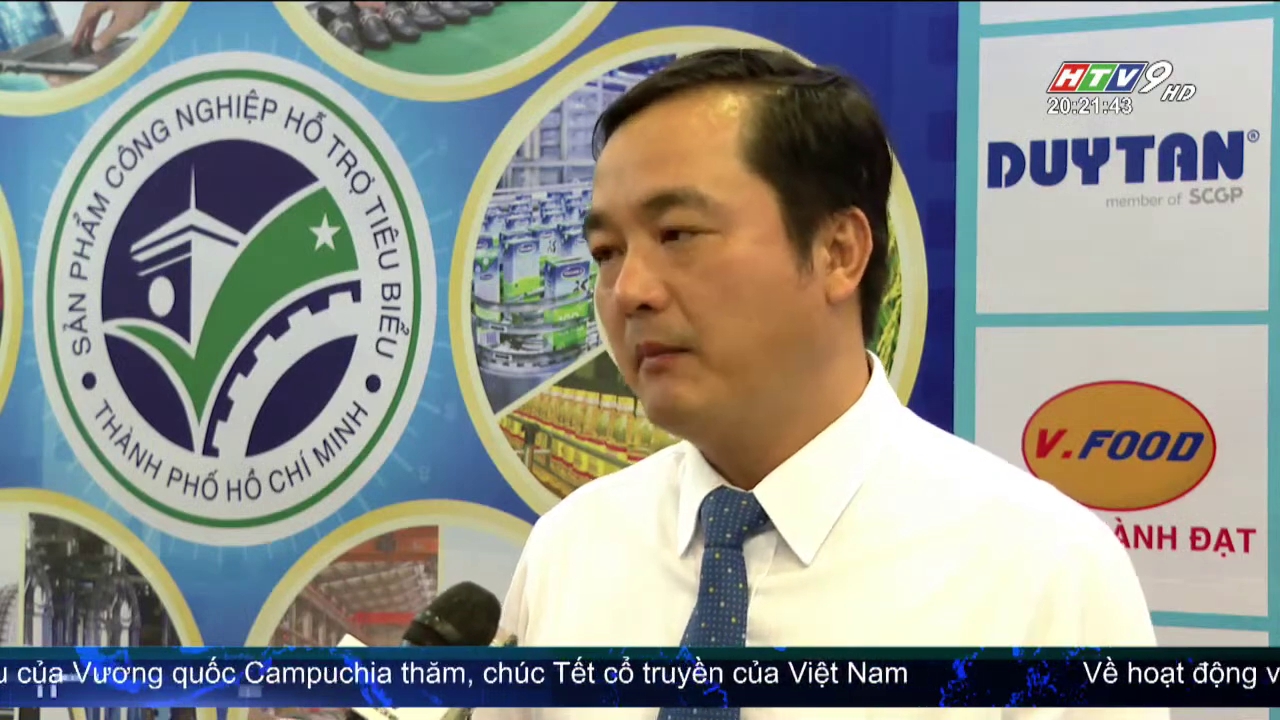 HTV9 HD
20:21:43
SẢN PHẨM CÔNG NGHIỆP HỖ TRỢ TIÊU BIỂU
THÀNH PHỐ HỒ CHÍ MINH
DUYTAN®
member of SCGP
V.FOOD
ÀNH ĐẠT
của Vương quốc Campuchia thăm, chúc Tết cổ truyền của Việt Nam
Về hoạt động